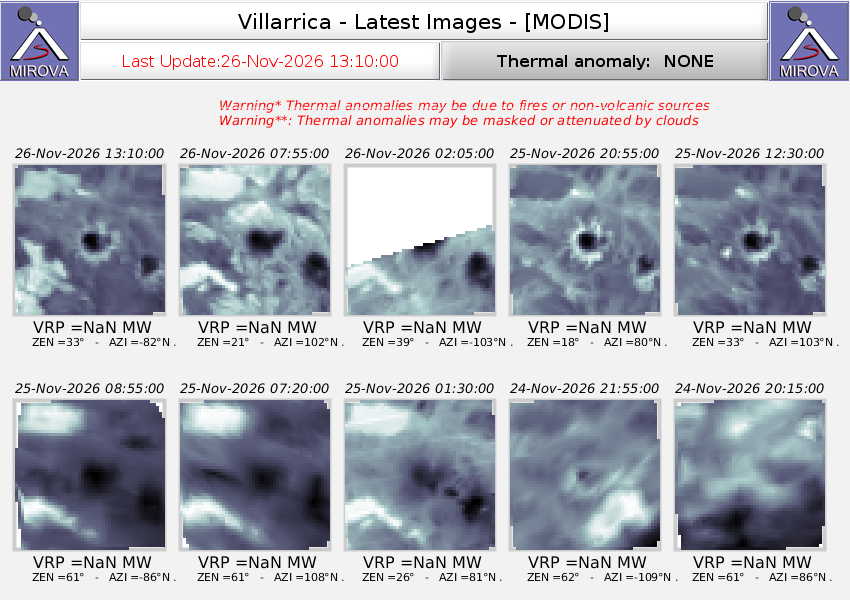 Villarrica - Latest Images - [MODIS]
MIROVA
Last Update:26-Nov-2026 13:10:00
Thermal anomaly: NONE
MIROVA
Warning* Thermal anomalies may be due to fires or non-volcanic sources
Warning**: Thermal anomalies may be masked or attenuated by clouds
26-Nov-2026 13:10:00
26-Nov-2026 07:55:00
26-Nov-2026 02:05:00
25-Nov-2026 20:55:00
25-Nov-2026 12:30:00
VRP =NaN MW
VRP =NaN MW
VRP =NaN MW
VRP =NaN MW
VRP =NaN MW
ZEN =33° - AZI =-82°N .
ZEN =21° - AZI =102°N .
ZEN =39° - AZI =-103°N .
ZEN =18° - AZI =80°N .
ZEN =33° - AZI =103°N .
25-Nov-2026 08:55:00
25-Nov-2026 07:20:00
25-Nov-2026 01:30:00
24-Nov-2026 21:55:00
24-Nov-2026 20:15:00
VRP =NaN MW
VRP =NaN MW
VRP =NaN MW
VRP =NaN MW
VRP =NaN MW
ZEN =61° - AZI =-86°N .
ZEN =61° - AZI =108°N .
ZEN =26° - AZI =81°N .
ZEN =62° - AZI =-109°N .
ZEN =61° - AZI =86°N .